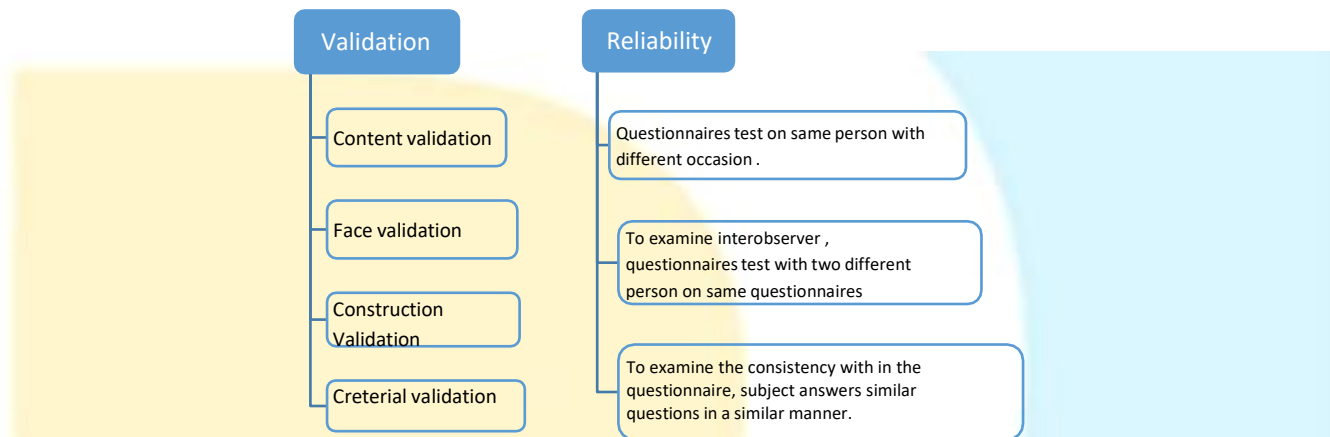 Validation
Content validation
Face validation
Construction
Validation
Creterial validation
Reliability
Questionnaires test on same person with
different occasion .
To examine interobserver ,
questionnaires test with two different
person on same questionnaires
To examine the consistency with in the
questionnaire, subject answers similar
questions in a similar manner.